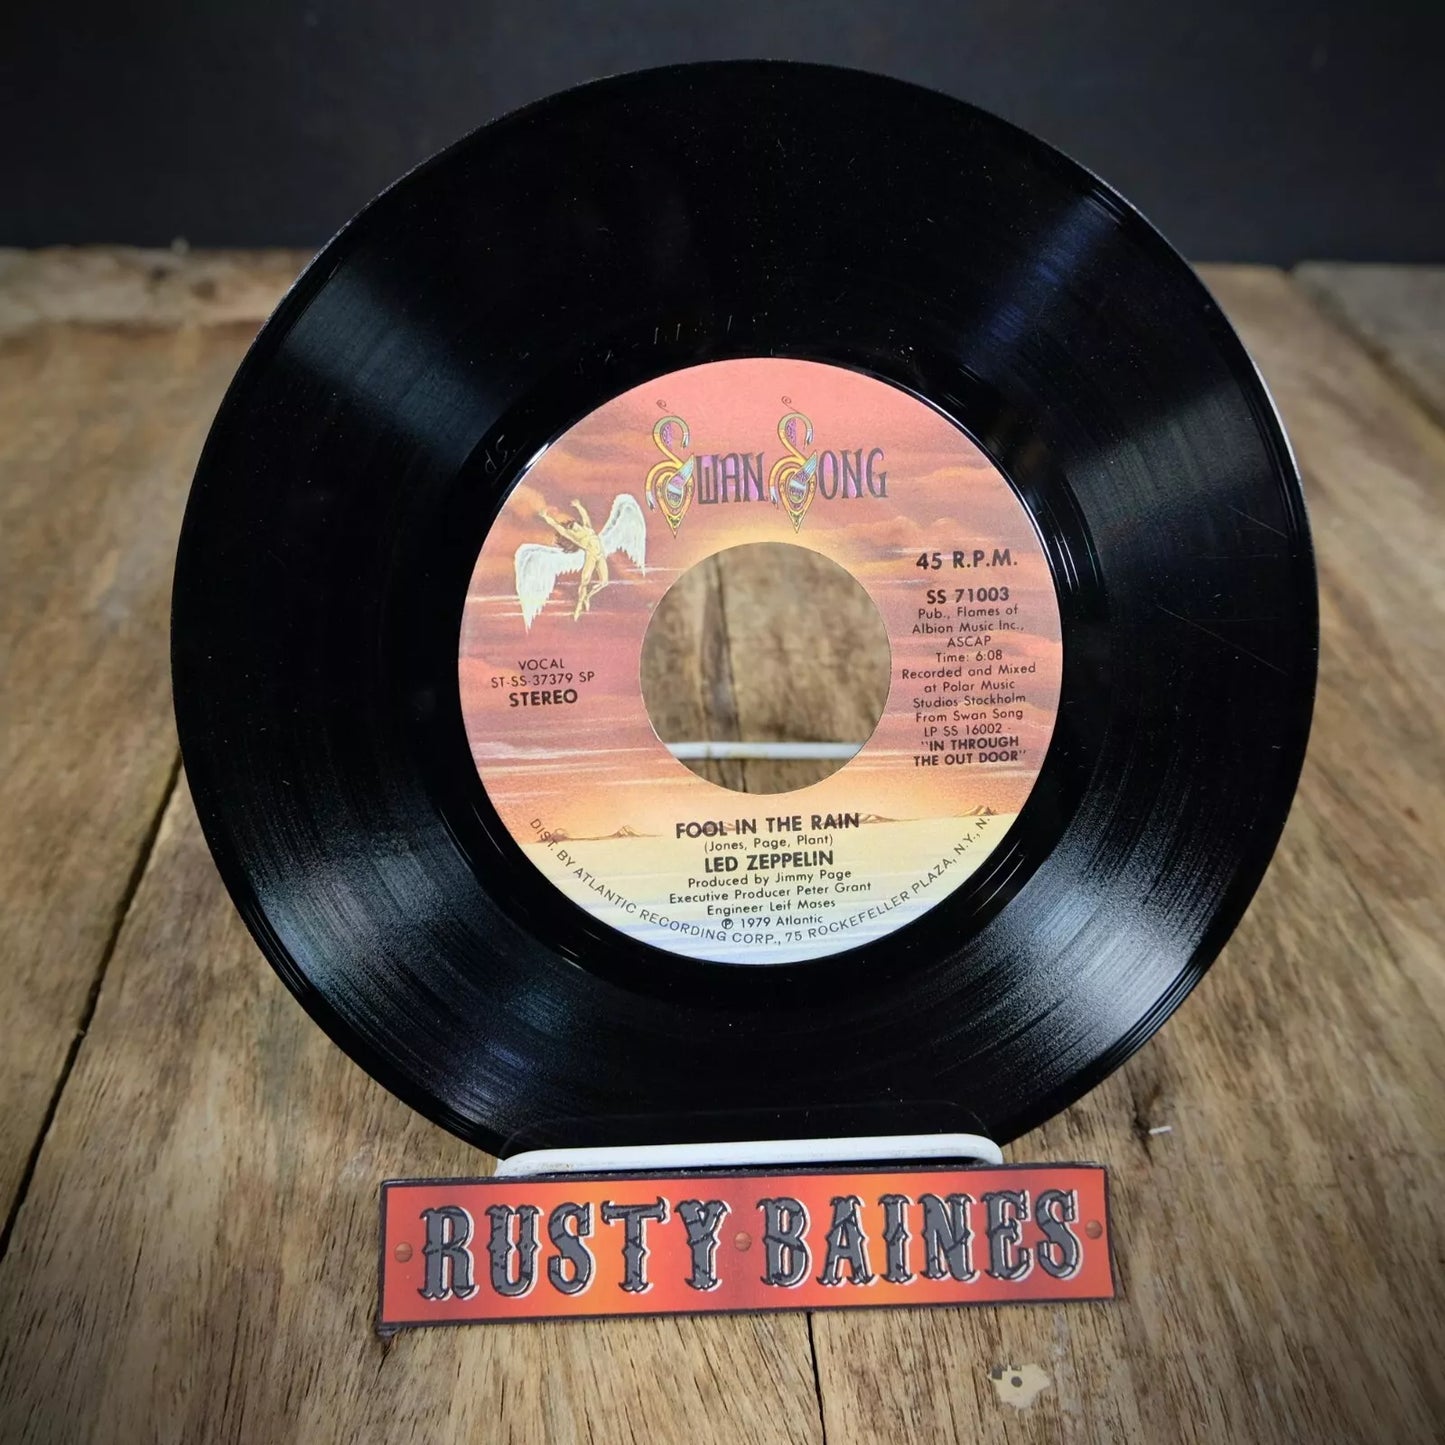 SWAN SONG
45 R.P.M.
SS 71003
Pub., Flames of
Albion Music Inc.,
ASCAP
Time: 6:08
Recorded and Mixed
at Polar Music
Studios Stockholm
From Swan Song
LP SS 16002
"IN THROUGH
THE OUT DOOR"
VOCAL
ST-SS-37379 SP
STEREO
FOOL IN THE RAIN
(Jones, Page, Plant)
LED ZEPPELIN
Produced by Jimmy Page
Executive Producer Peter Grant
Engineer Leif Mases
℗ 1979 Atlantic
DIST. BY ATLANTIC RECORDING CORP., 75 ROCKEFELLER PLAZA, N.Y., N.
RUSTY BAINES